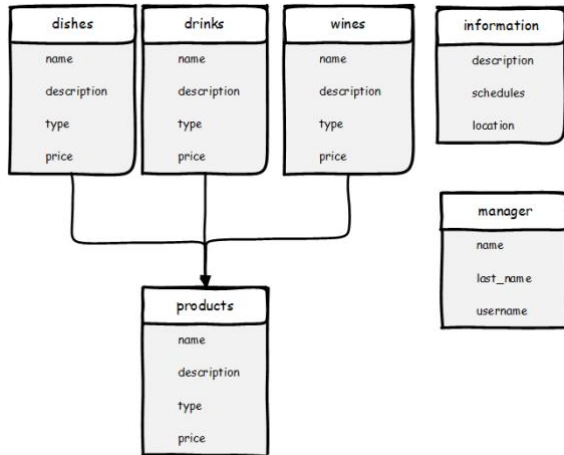 dishes
name
description
type
price
drinks
name
description
type
price
wines
name
description
type
price
information
description
schedules
location
manager
name
last_name
username
products
name
description
type
price